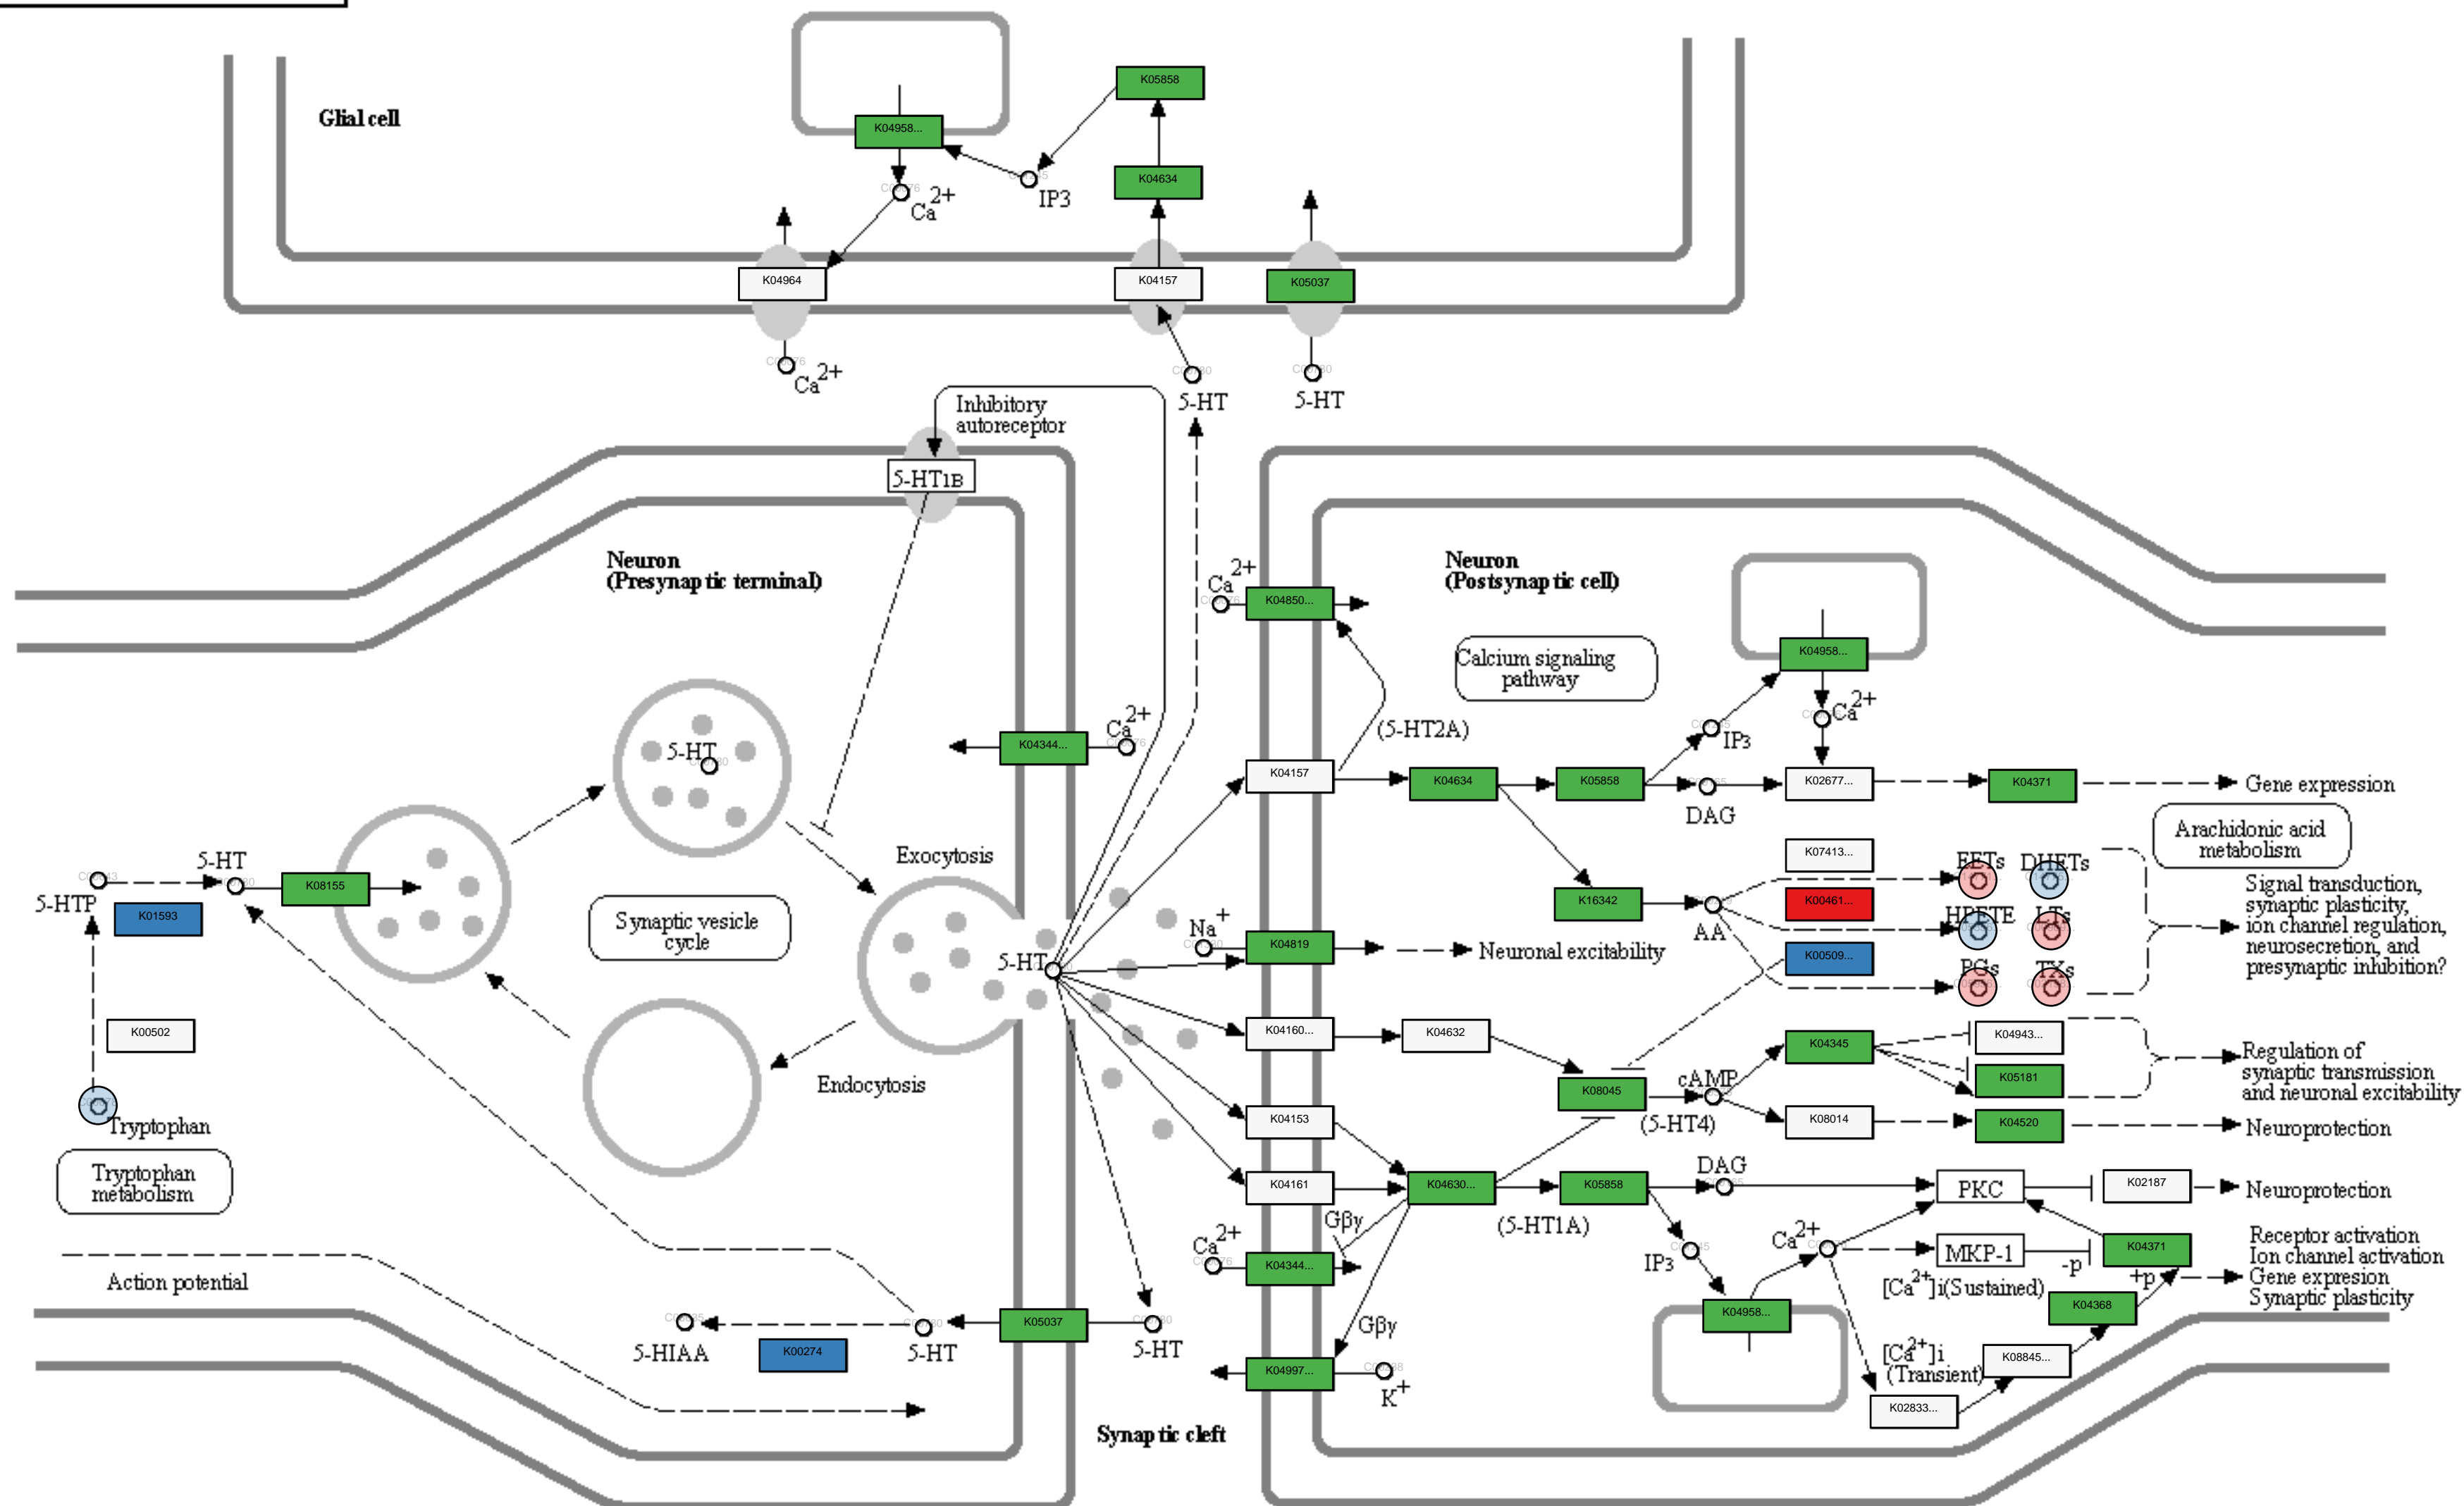 Glial cell
K05858
K04958...
K04634
IP3
Ca2+
K04964
K04157
K05037
Ca2+
5-HT
5-HT
Inhibitory
autoreceptor
5-HT1B
Neuron
(Presynaptic terminal)
Neuron
(Postsynaptic cell)
Ca2+
K04850...
Calcium signaling
pathway
K04958...
Ca2+
(5-HT2A)
IP3
5-HT
K04344...
Ca2+
K04157
K04634
K05858
DAG
K02677...
K04371
Gene expression
Arachidonic acid
metabolism
K07413...
EETs
DHETs
Exocytosis
5-HT
K08155
5-HTP
K01593
Synaptic vesicle
cycle
K16342
AA
K00461...
HPETE
LTs
Signal transduction,
synaptic plasticity,
ion channel regulation,
neurosecretion, and
presynaptic inhibition?
Na+
K04819
Neuronal excitability
5-HT
K00509...
PGs
TXs
K00502
K04160...
K04632
K04345
K04943...
K05181
Regulation of
synaptic transmission
and neuronal excitability
Endocytosis
K08045
cAMP
(5-HT4)
K04153
K08014
K04520
Neuroprotection
Tryptophan
Tryptophan
metabolism
K04161
K04630...
K05858
DAG
PKC
K02187
Neuroprotection
Gβγ
(5-HT1A)
Ca2+
K04344...
IP3
Ca2+
MKP-1
-p
K04371
+p
Receptor activation
Ion channel activation
Gene expresion
Synaptic plasticity
[Ca2+]i(Sustained)
K04368
Action potential
K04958...
5-HIAA
K00274
5-HT
K05037
5-HT
Gβγ
K04997...
K+
[Ca2+]i
(Transient)
K08845...
K02833...
Synaptic cleft